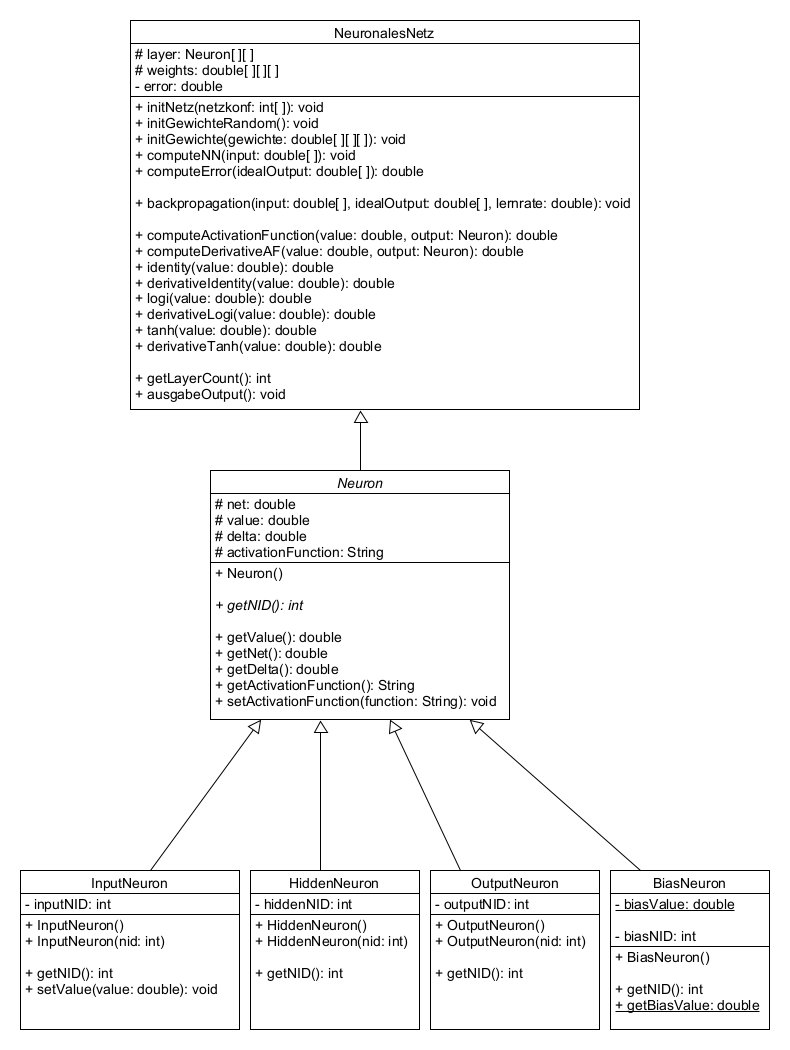 NeuronalesNetz
# layer: Neuron[ ][ ]
# weights: double[ ][ ][ ]
- error: double
+ initNetz(netzkonf: int[ ]): void
+ initGewichteRandom(): void
+ initGewichte(gewichte: double[ ][ ][ ]): void
+ computeNN(input: double[ ]): void
+ computeError(idealOutput: double[ ]): double
+ backpropagation(input: double[ ], idealOutput: double[ ], lernrate: double): void
+ computeActivationFunction(value: double, output: Neuron): double
+ computeDerivativeAF(value: double, output: Neuron): double
+ identity(value: double): double
+ derivativeIdentity(value: double): double
+ logi(value: double): double
+ derivativeLogi(value: double): double
+ tanh(value: double): double
+ derivativeTanh(value: double): double
+ getLayerCount(): int
+ ausgabeOutput(): void
Neuron
# net: double
# value: double
# delta: double
# activationFunction: String
+ Neuron()
+ getNID(): int
+ getValue(): double
+ getNet(): double
+ getDelta(): double
+ getActivationFunction(): String
+ setActivationFunction(function: String): void
InputNeuron
- inputNID: int
+ InputNeuron()
+ InputNeuron(nid: int)
+ getNID(): int
+ setValue(value: double): void
HiddenNeuron
- hiddenNID: int
+ HiddenNeuron()
+ HiddenNeuron(nid: int)
+ getNID(): int
OutputNeuron
- outputNID: int
+ OutputNeuron()
+ OutputNeuron(nid: int)
+ getNID(): int
BiasNeuron
- biasValue: double
- biasNID: int
+ BiasNeuron()
+ getNID(): int
+ getBiasValue: double